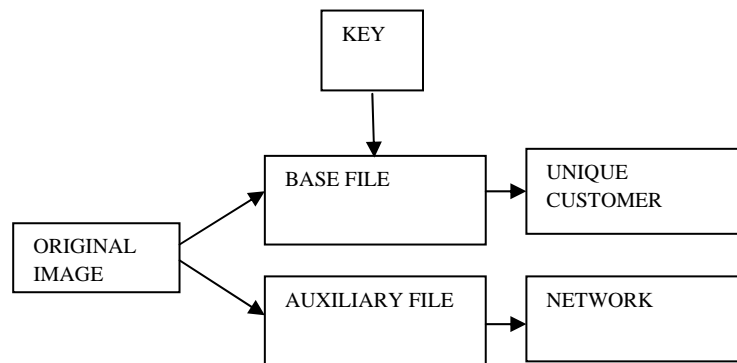 KEY
BASE FILE
UNIQUE
CUSTOMER
ORIGINAL
IMAGE
AUXILIARY FILE
NETWORK